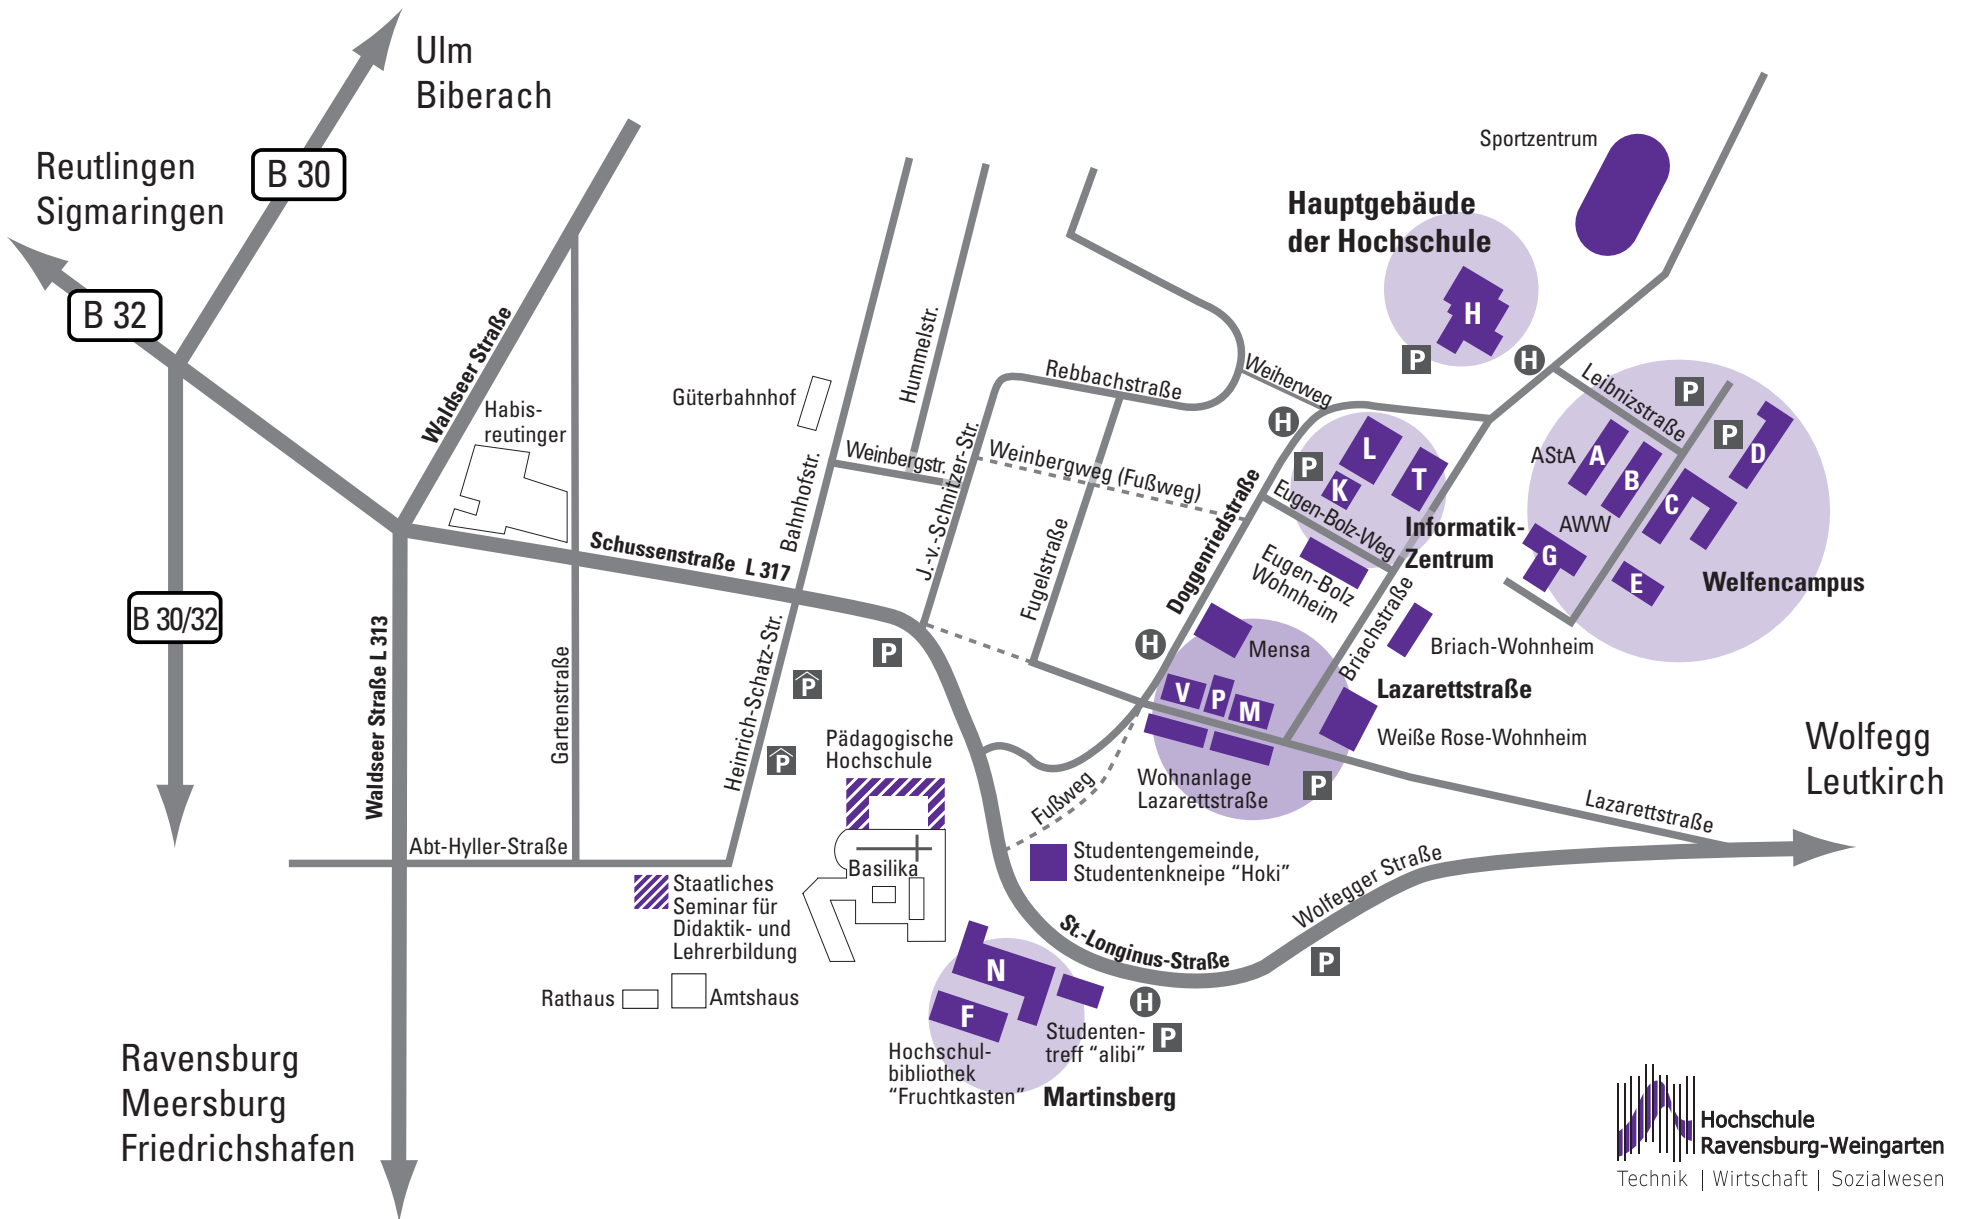 Ulm
Biberach
Reutlingen
Sigmaringen
B 30
B 32
B 30/32
Waldseer Straße
Habis-
reutinger
Güterbahnhof
Hummelstr.
Weinbergstr.
Bahnhofstr.
J.-v.-Schnitzer-Str.
Rebbachstraße
Weiherweg
Weinbergweg (Fußweg)
Fugelstraße
Doggenriedstraße
Schussenstraße L 317
Waldseer Straße L 313
Gartenstraße
Heinrich-Schatz-Str.
Abt-Hyller-Straße
Sportzentrum
Hauptgebäude
der Hochschule
H
P
H
Leibnizstraße
P
P
D
AStA
A
B
C
AWW
G
E
Welfencampus
H
P
L
K
T
Eugen-Bolz-Weg
Informatik-
Zentrum
Eugen-Bolz
Wohnheim
Briachstraße
Briach-Wohnheim
H
Mensa
V
P
M
Lazarettstraße
Weiße Rose-Wohnheim
Wohnanlage
Lazarettstraße
P
Lazarettstraße
Wolfegg
Leutkirch
P
P
P
Pädagogische
Hochschule
Basilika
Fußweg
Studentengemeinde,
Studentenkneipe “Hoki”
Wolfegger Straße
St.-Longinus-Straße
P
Staatliches
Seminar für
Didaktik- und
Lehrerbildung
Rathaus
Amtshaus
N
F
H
P
Studenten-
treff “alibi”
Hochschul-
bibliothek
“Fruchtkasten”
Martinsberg
Ravensburg
Meersburg
Friedrichshafen
Hochschule
Ravensburg-Weingarten
Technik | Wirtschaft | Sozialwesen